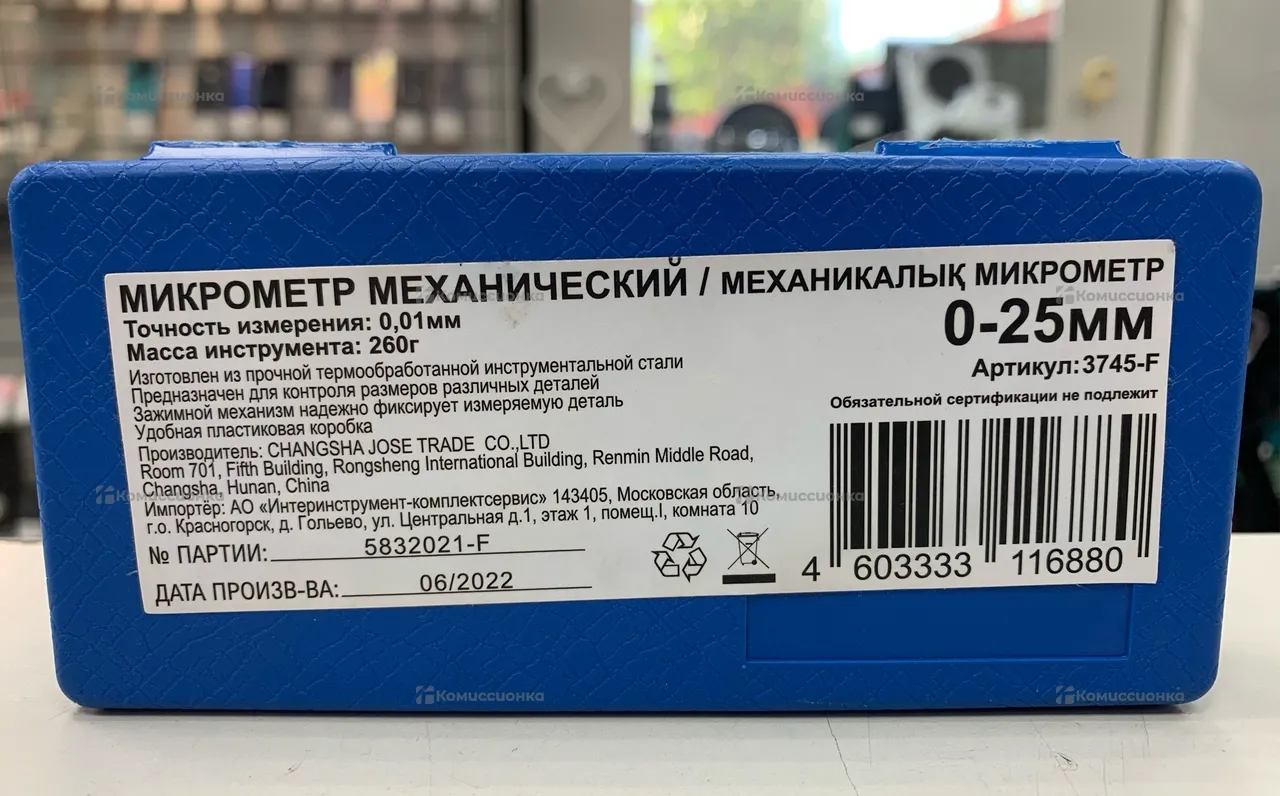 МИКРОМЕТР МЕХАНИЧЕСКИЙ / МЕХАНИКАЛЫҚ МИКРОМЕТР
Точность измерения: 0,01мм
Масса инструмента: 260г
0-25мм
Артикул:3745-F
Изготовлен из прочной термообработанной инструментальной стали
Предназначен для контроля размеров различных деталей
Зажимной механизм надежно фиксирует измеряемую деталь
Удобная пластиковая коробка
Обязательной сертификации не подлежит
Производитель: CHANGSHA JOSE TRADE CO.,LTD
Room 701, Fifth Building, Rongsheng International Building, Renmin Middle Road,
Changsha, Hunan, China
Импортёр: АО «Интеринструмент-комплектсервис» 143405, Московская область,
г.о. Красногорск, д. Гольево, ул. Центральная д.1, этаж 1, помещ.I, комната 10
№ ПАРТИИ: 5832021-F
ДАТА ПРОИЗВ-ВА: 06/2022
4 603333 116880
Комиссионка
Комиссионка
Комиссионка
Комиссионка
Комиссионка
Комиссионка
Комиссионка
Комиссионка